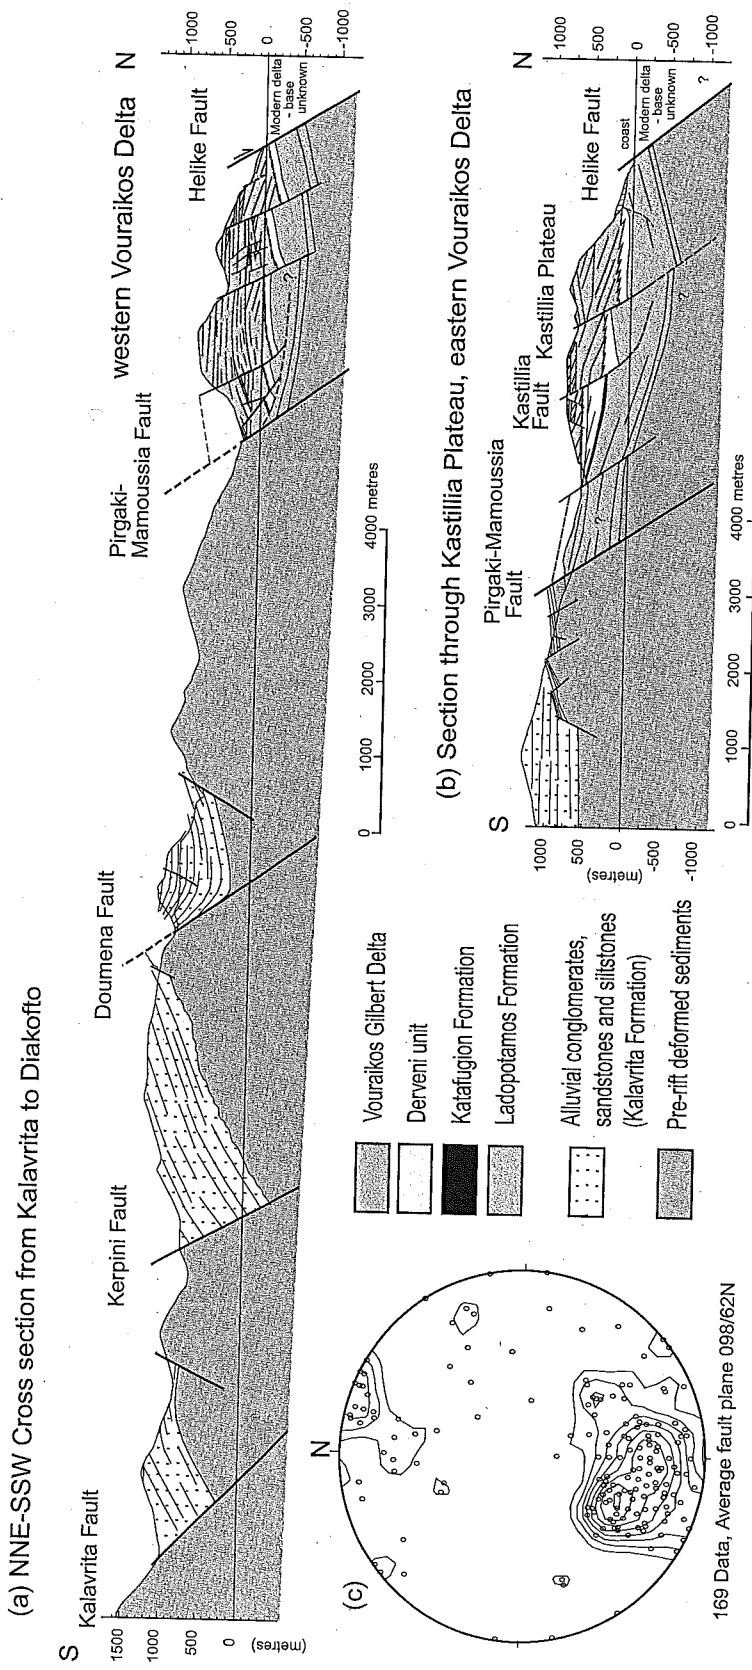 (a) NNE-SSW Cross section from Kalavrita to Diakofto
S
N
Kalavrita Fault
Kerpini Fault
Doumena Fault
Pirgaki-
Mamoussia Fault
western Vouraikos Delta
Helike Fault
Modern delta
- base
unknown
?
1500
1000
500
0
(metres)
1000
500
0
-500
-1000
0
1000
2000
3000
4000 metres
(b) Section through Kastillia Plateau, eastern Vouraikos Delta
S
N
Pirgaki-Mamoussia
Fault
Kastillia
Fault
Kastillia Plateau
Helike Fault
coast
Modern delta
- base
unknown
?
?
?
1000
500
0
-500
-1000
(metres)
1000
500
0
-500
-1000
0
1000
2000
3000
4000 metres
Vouraikos Gilbert Delta
Derveni unit
Katafugion Formation
Ladopotamos Formation
Alluvial conglomerates,
sandstones and siltstones
(Kalavrita Formation)
Pre-rift deformed sediments
(c)
N
169 Data, Average fault plane 098/62N